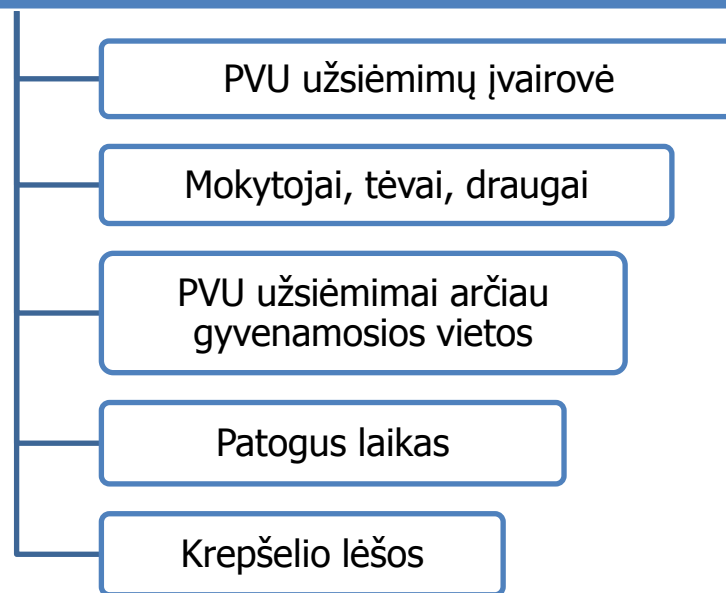 PVU užsiėmimų įvairovė
Mokytojai, tėvai, draugai
PVU užsiėmimai arčiau
gyvenamosios vietos
Patogus laikas
Krepšelio lėšos